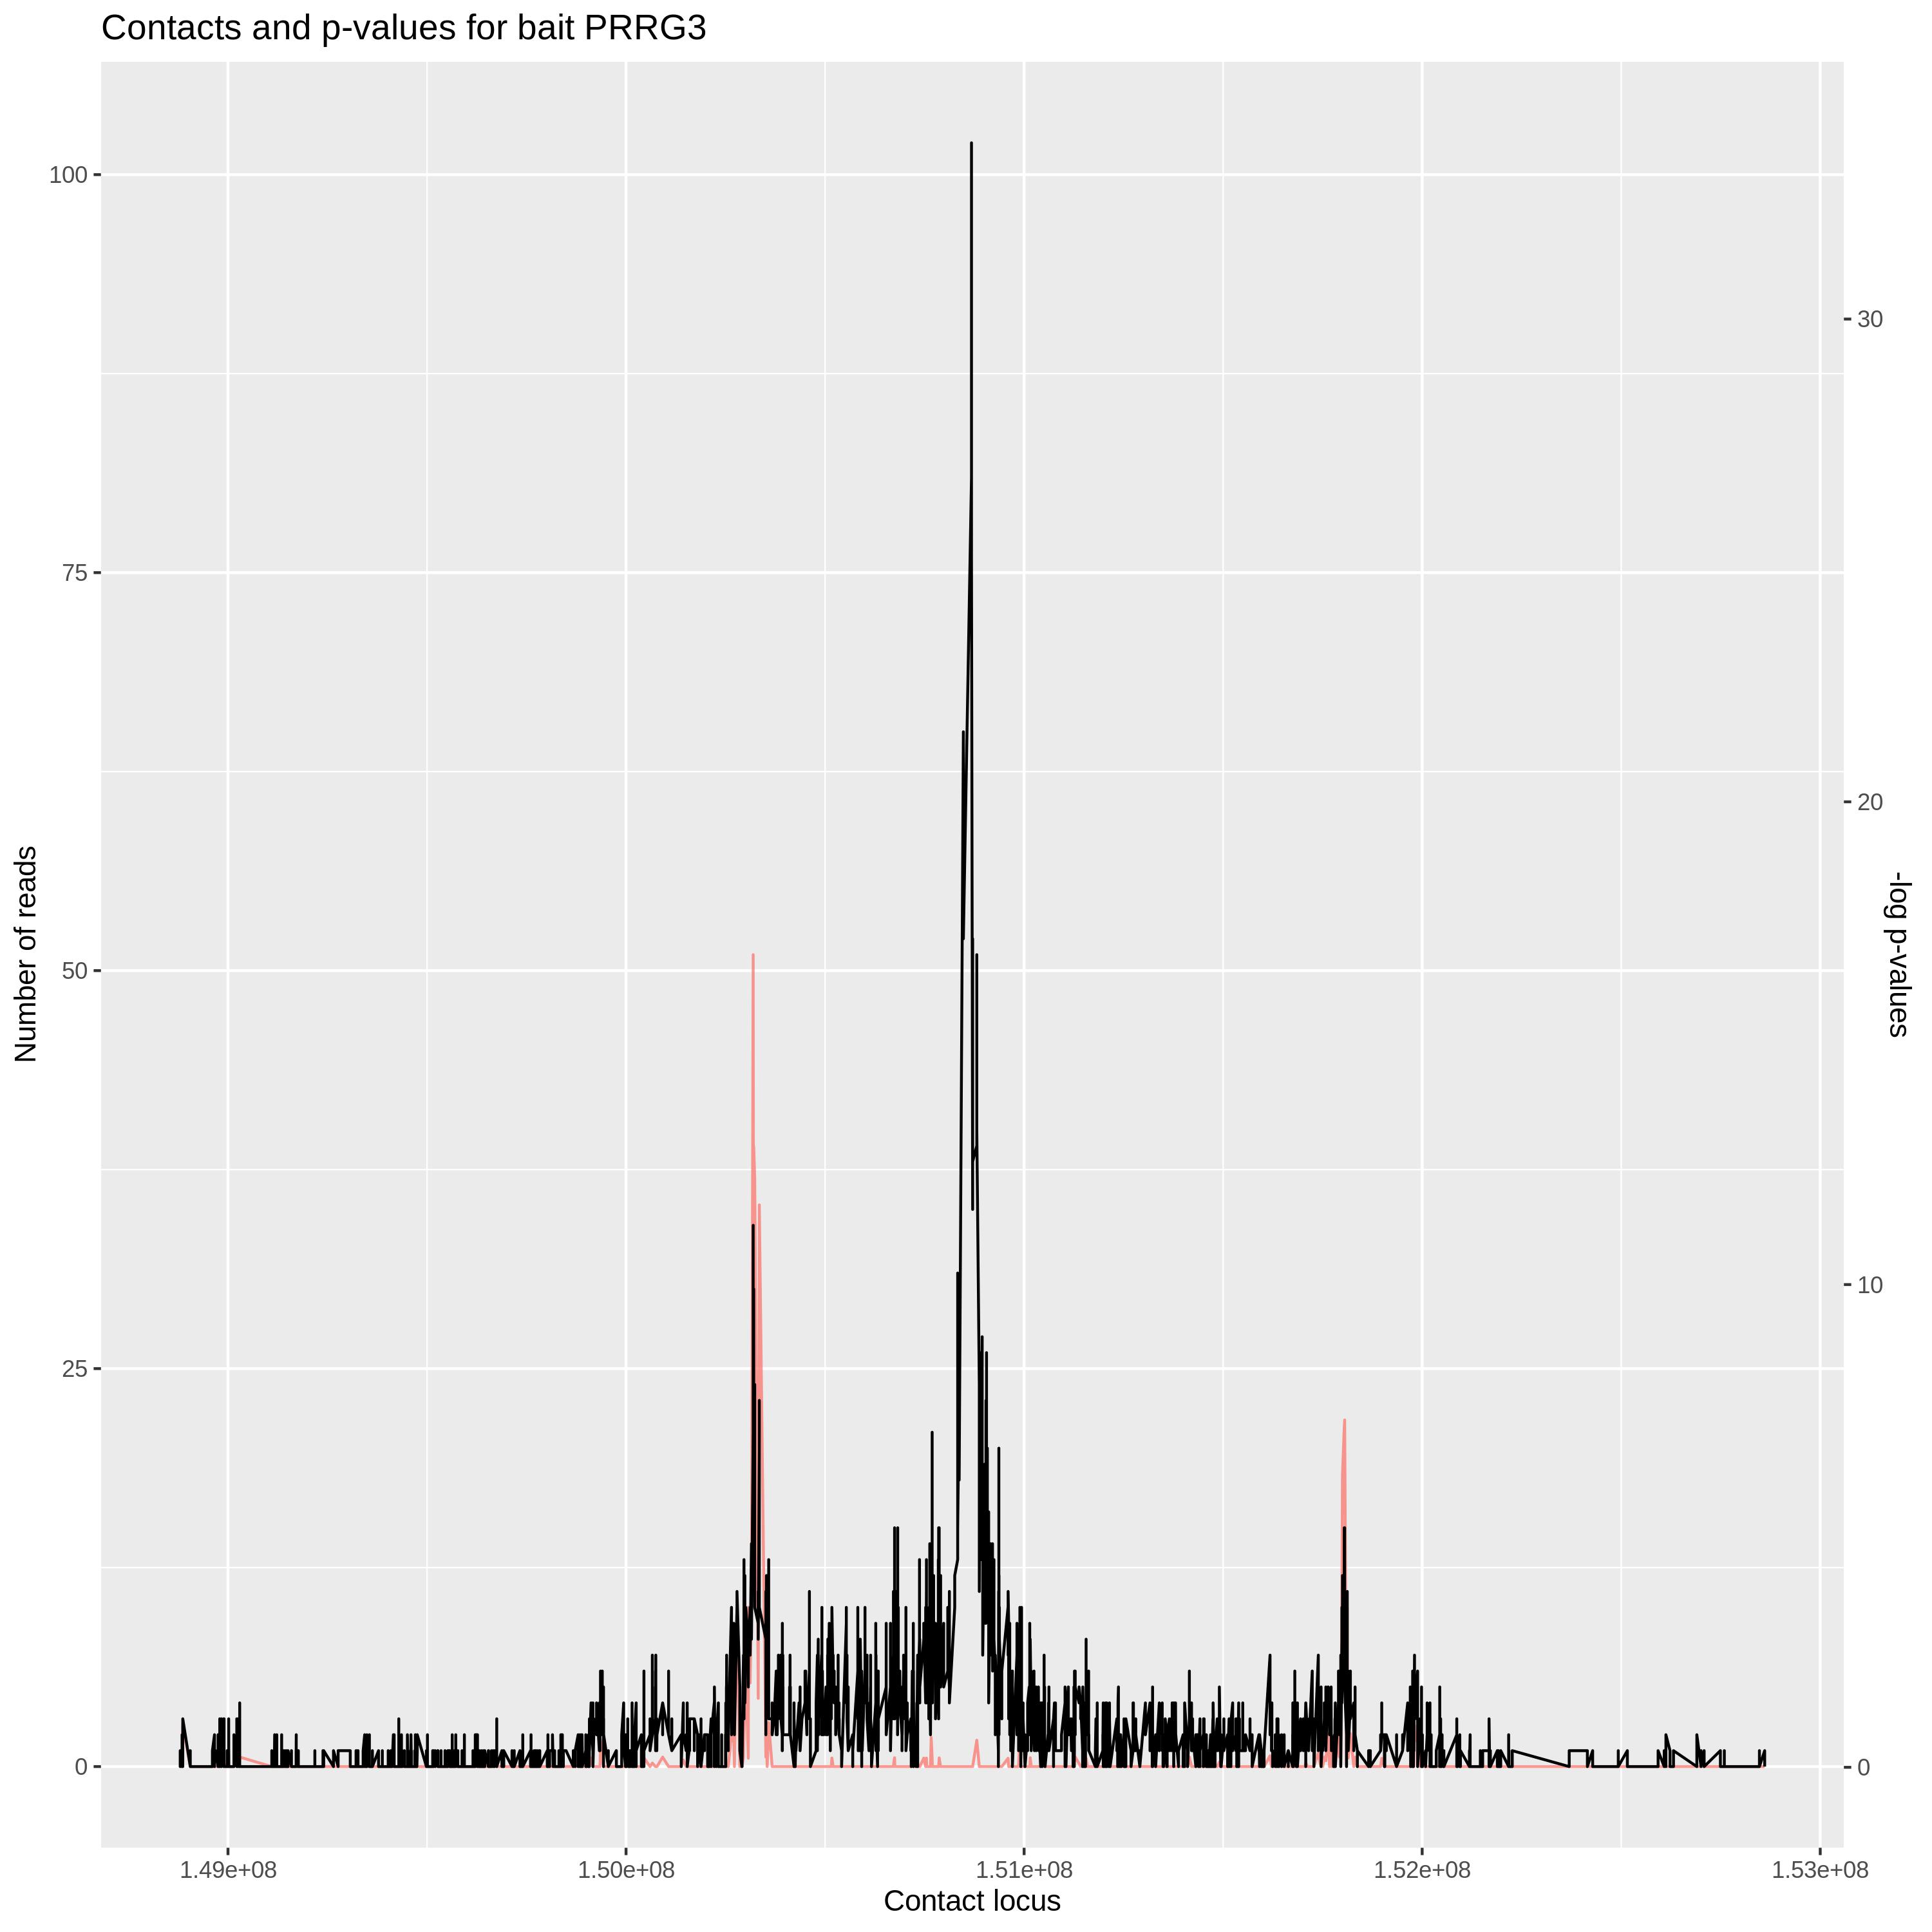 Contacts and p-values for bait PRRG3
100
75
50
25
0
Number of reads
30
20
10
0
-log p-values
1.49e+08 1.50e+08 1.51e+08 1.52e+08 1.53e+08
Contact locus